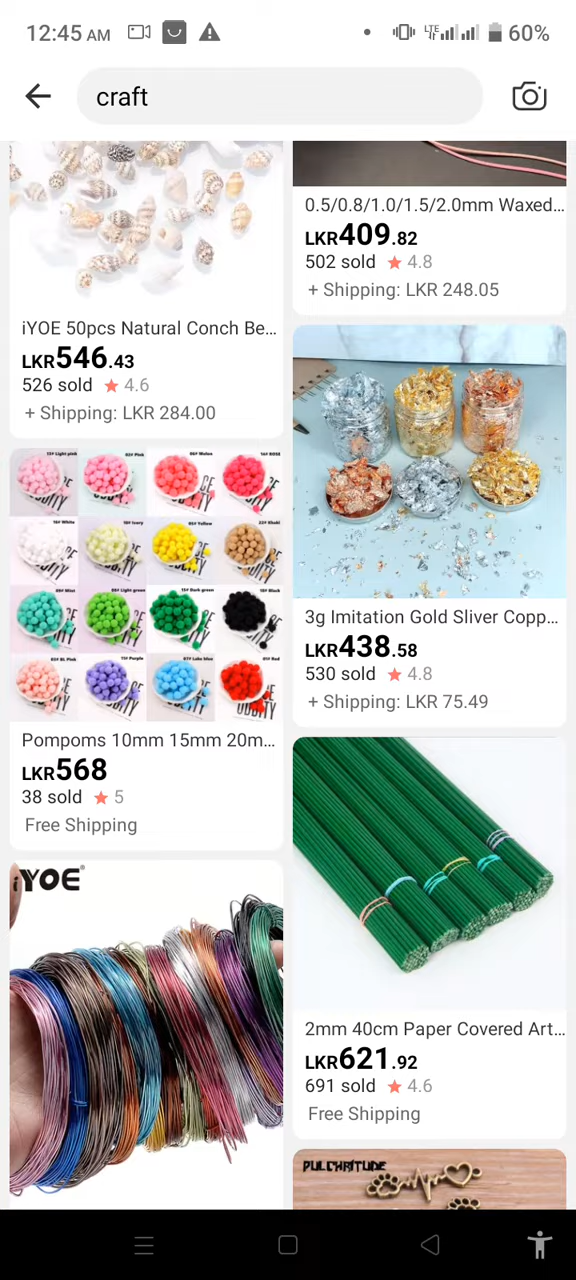 12:45 AM
LTE
60%
craft
iYOE 50pcs Natural Conch Be...
LKR546.43
526 sold 4.6
+ Shipping: LKR 284.00
0.5/0.8/1.0/1.5/2.0mm Waxed...
LKR409.82
502 sold 4.8
+ Shipping: LKR 248.05
3g Imitation Gold Sliver Copp...
LKR438.58
530 sold 4.8
+ Shipping: LKR 75.49
Pompoms 10mm 15mm 20m...
LKR568
38 sold 5
Free Shipping
iYOE
2mm 40cm Paper Covered Art...
LKR621.92
691 sold 4.6
Free Shipping
PULCHRITUDE